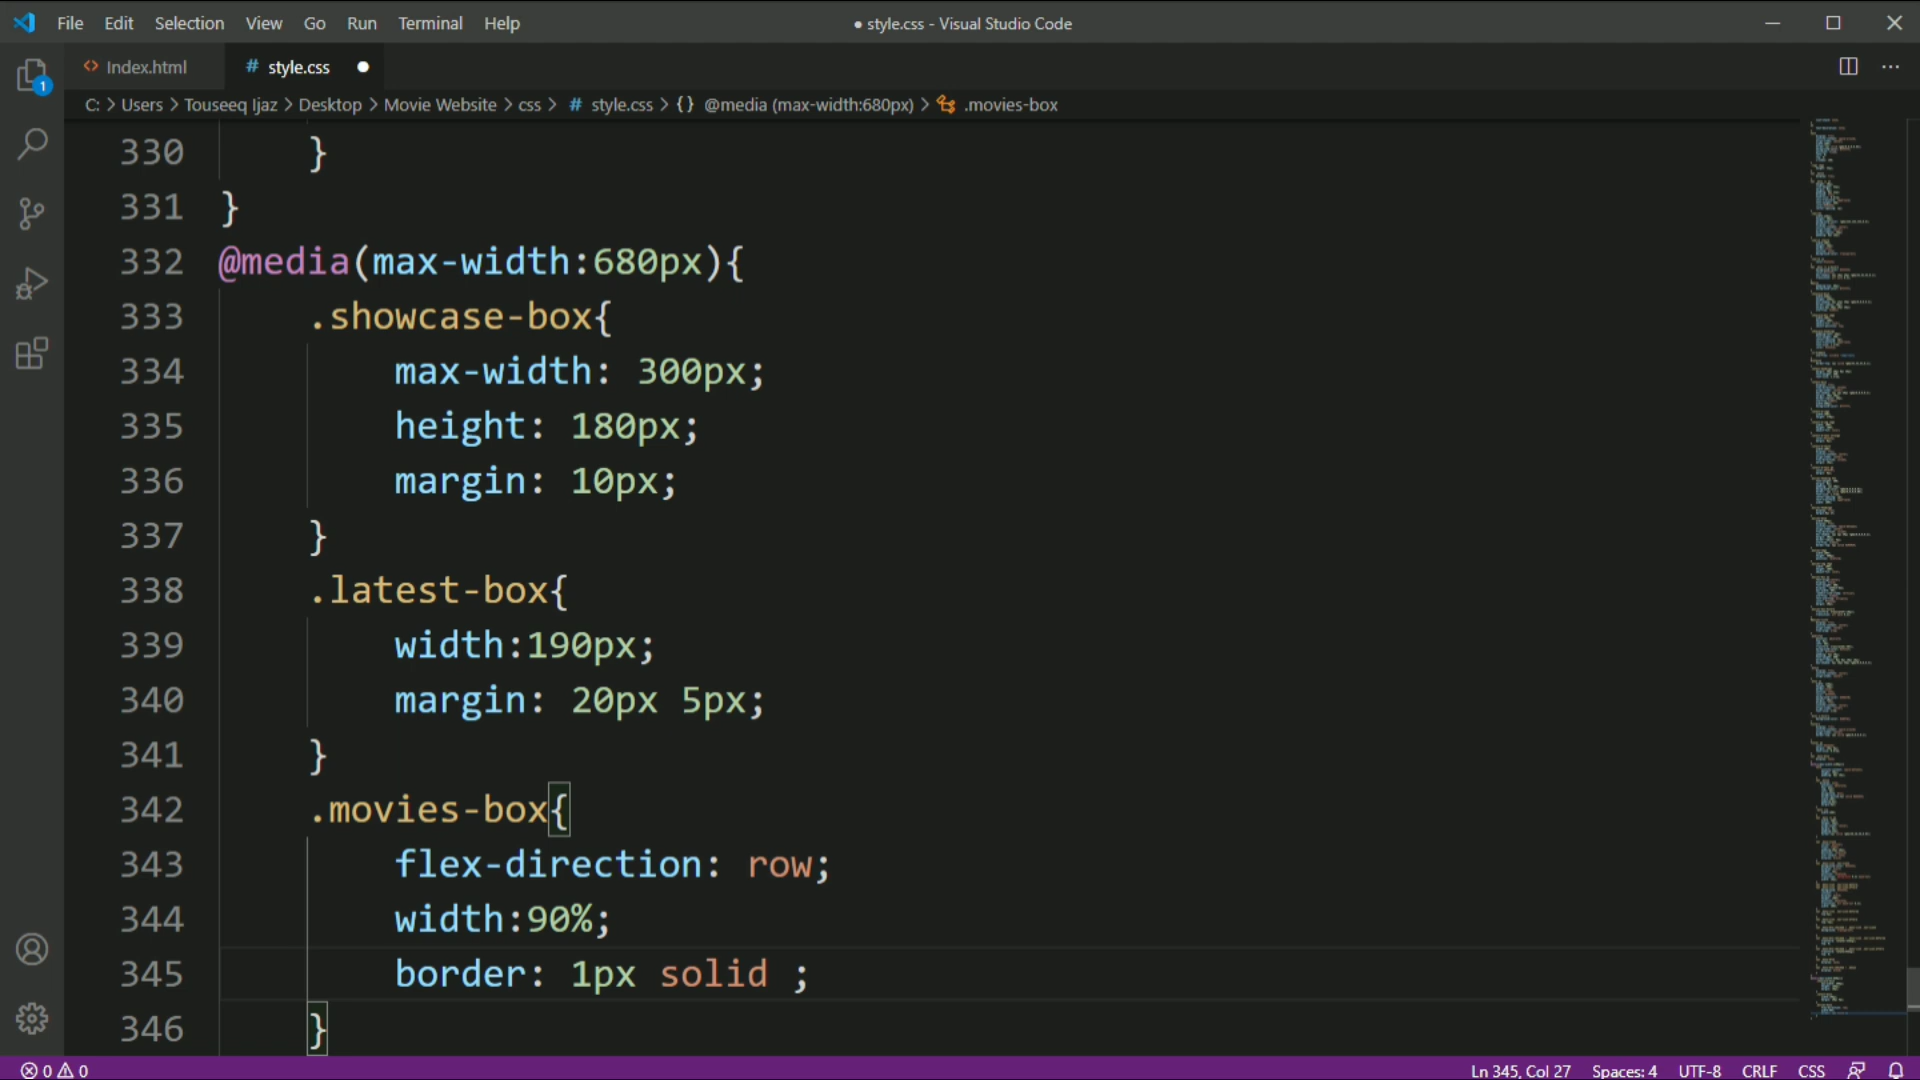 File Edit Selection View Go Run Terminal Help ● style.css - Visual Studio Code
Index.html # style.css ●
1
C: > Users > Touseeq Ijaz > Desktop > Movie Website > css > # style.css > {} @media (max-width:680px) > .movies-box
330 }
331 }
332 @media(max-width:680px){
333 .showcase-box{
334 max-width: 300px;
335 height: 180px;
336 margin: 10px;
337 }
338 .latest-box{
339 width:190px;
340 margin: 20px 5px;
341 }
342 .movies-box{
343 flex-direction: row;
344 width:90%;
345 border: 1px solid ;
346 }
0 0 Ln 345, Col 27 Spaces: 4 UTF-8 CRLF CSS